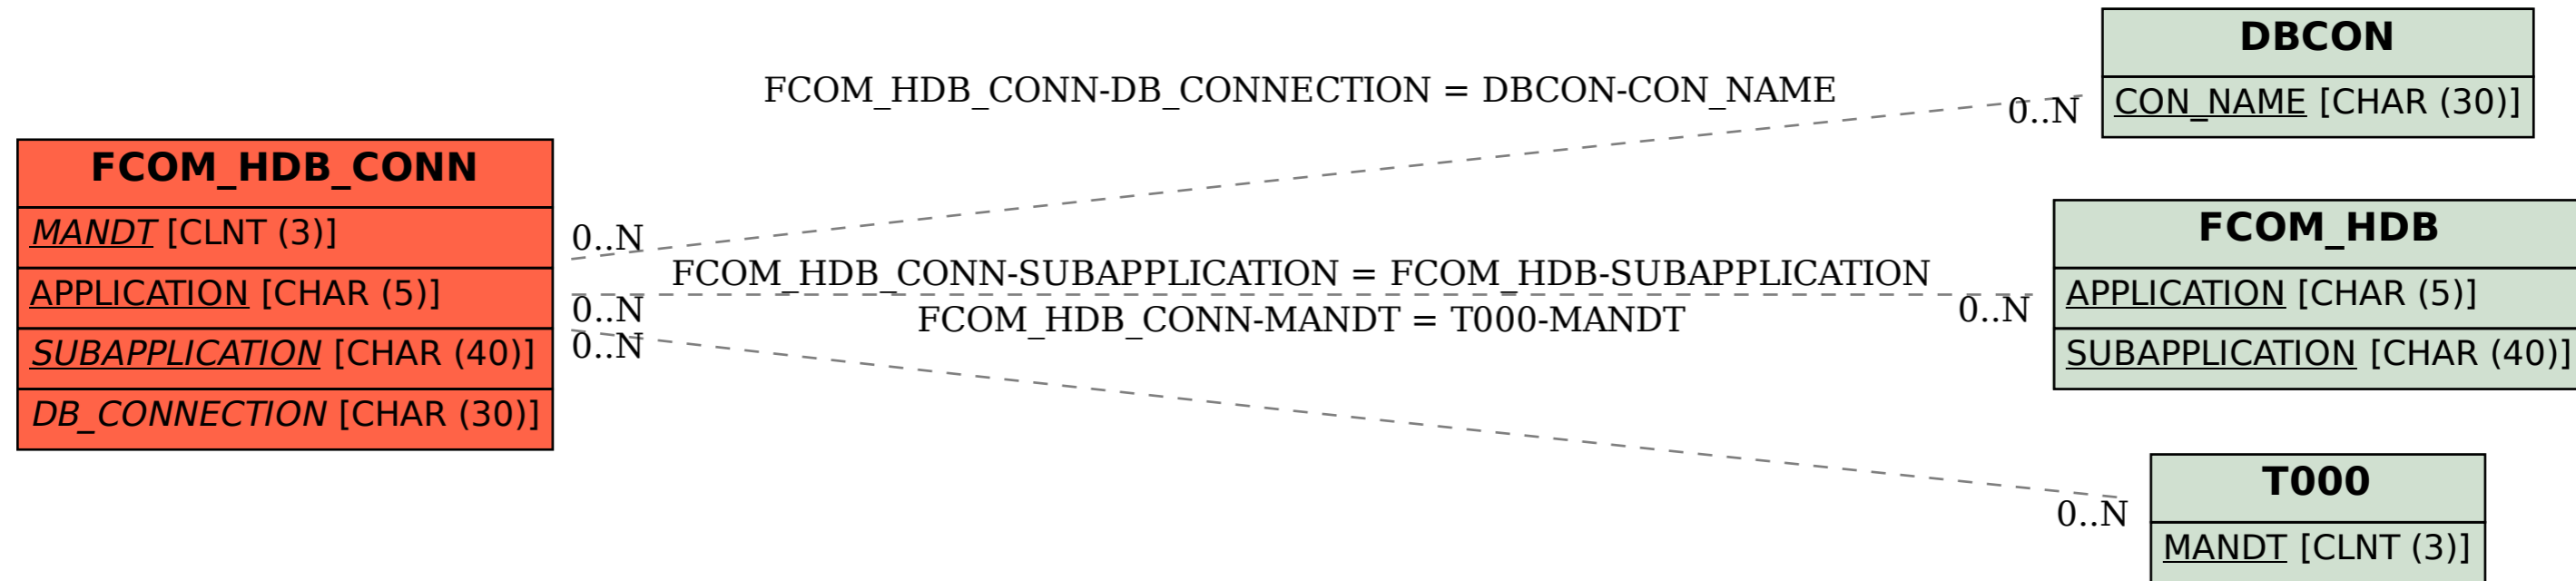 DBCON
CON_NAME [CHAR (30)]
FCOM_HDB_CONN-DB_CONNECTION = DBCON-CON_NAME
0..N
FCOM_HDB_CONN
MANDT [CLNT (3)]
APPLICATION [CHAR (5)]
SUBAPPLICATION [CHAR (40)]
DB_CONNECTION [CHAR (30)]
0..N
0..N
0..N
FCOM_HDB_CONN-SUBAPPLICATION = FCOM_HDB-SUBAPPLICATION
FCOM_HDB_CONN-MANDT = T000-MANDT
0..N
FCOM_HDB
APPLICATION [CHAR (5)]
SUBAPPLICATION [CHAR (40)]
0..N
T000
MANDT [CLNT (3)]